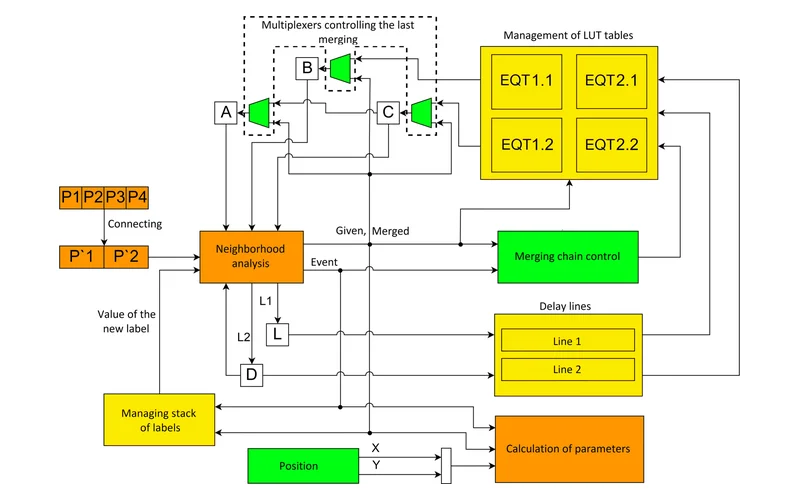 Multiplexers controlling the last
merging
Management of LUT tables
B
EQT1.1
EQT2.1
A
C
EQT1.2
EQT2.2
P1 P2 P3 P4
Connecting
P`1 P`2
Given, Merged
Neighborhood
analysis
Event
Merging chain control
L1
Value of the
new label
L2
L
Delay lines
Line 1
Line 2
D
Managing stack
of labels
Calculation of parameters
X
Position
Y